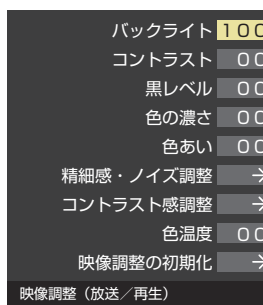 バックライト 100
コントラスト 00
黒レベル 00
色の濃さ 00
色あい 00
精細感・ノイズ調整 →
コントラスト感調整 →
色温度 00
映像調整の初期化 →
映像調整（放送／再生）